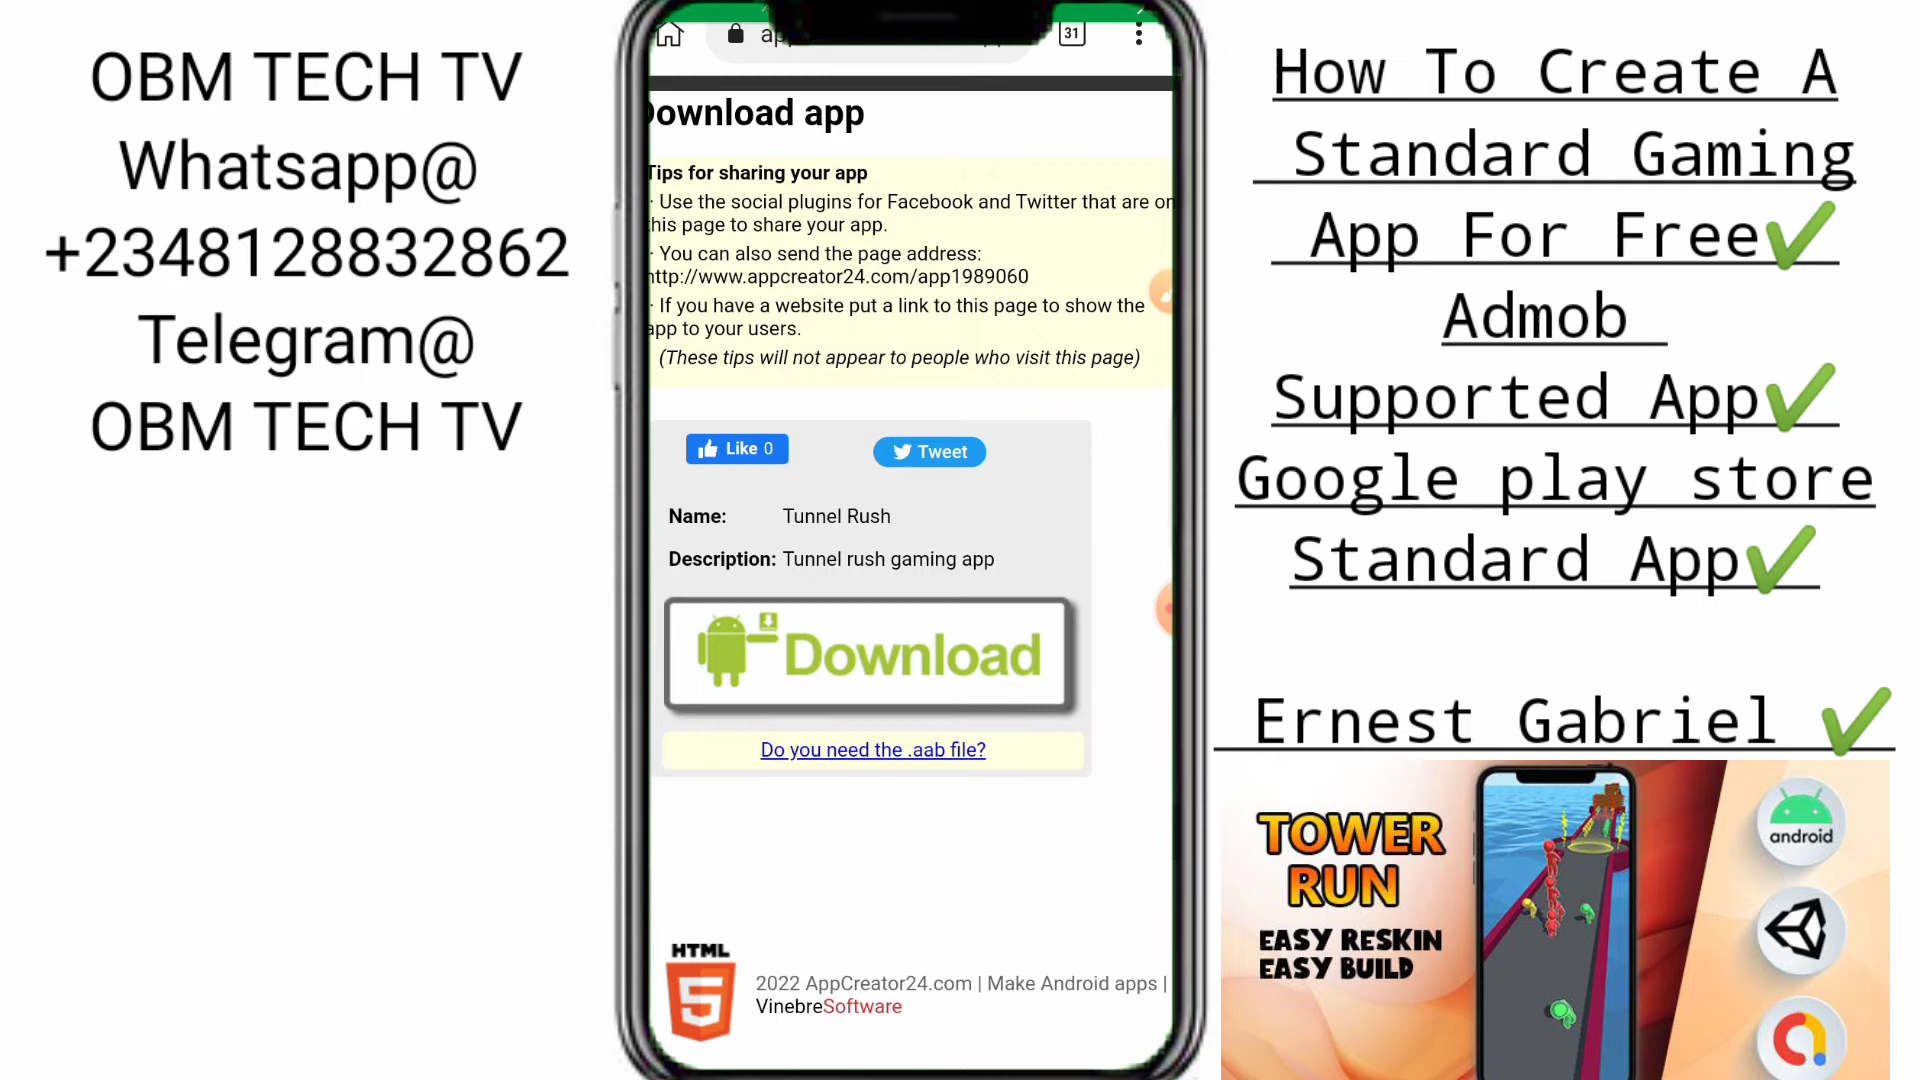 OBM TECH TV
Whatsapp@
+2348128832862
Telegram@
OBM TECH TV
31
Download app
Tips for sharing your app
· Use the social plugins for Facebook and Twitter that are on
this page to share your app.
· You can also send the page address:
http://www.appcreator24.com/app1989060
· If you have a website put a link to this page to show the
app to your users.
(These tips will not appear to people who visit this page)
Like 0
Tweet
Name: Tunnel Rush
Description: Tunnel rush gaming app
Download
Do you need the .aab file?
HTML
5
2022 AppCreator24.com | Make Android apps |
VinebreSoftware
How To Create A
Standard Gaming
App For Free✔
Admob
Supported App✔
Google play store
Standard App✔
Ernest Gabriel ✔
TOWER
RUN
EASY RESKIN
EASY BUILD
android